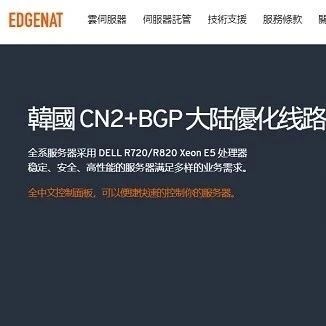 EDGENAT 雲伺服器 伺服器託管 技術支援 服務條款
韓國 CN2+BGP 大陆優化线路
全系服务器采用 DELL R720/R820 Xeon E5 处理器
稳定、安全、高性能的服务器满足多样的业务需求。
全中文控制面板，可以便捷快速的控制你的服务器。